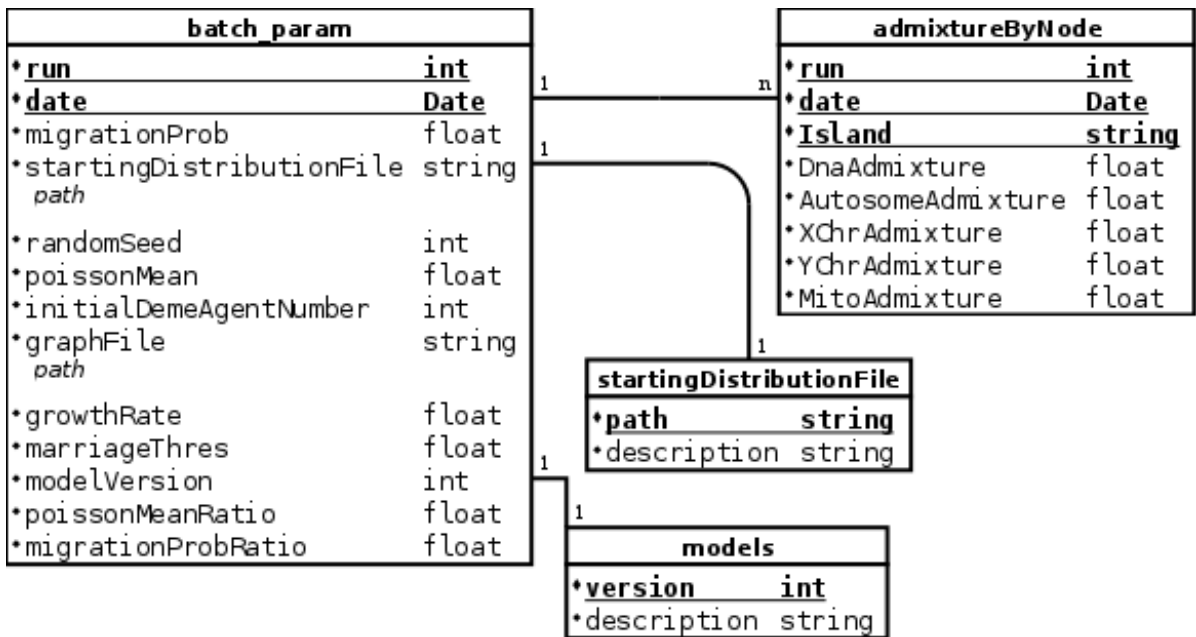 batch_param
run int
date Date
migrationProb float
startingDistributionFile string
path
randomSeed int
poissonMean float
initialDemeAgentNumber int
graphFile string
path
growthRate float
marriageThres float
modelVersion int
poissonMeanRatio float
migrationProbRatio float
1
n
1
1
1
1
admixtureByNode
run int
date Date
Island string
DnaAdmixture float
AutosomeAdmixture float
XChrAdmixture float
YChrAdmixture float
MitoAdmixture float
startingDistributionFile
path string
description string
models
version int
description string